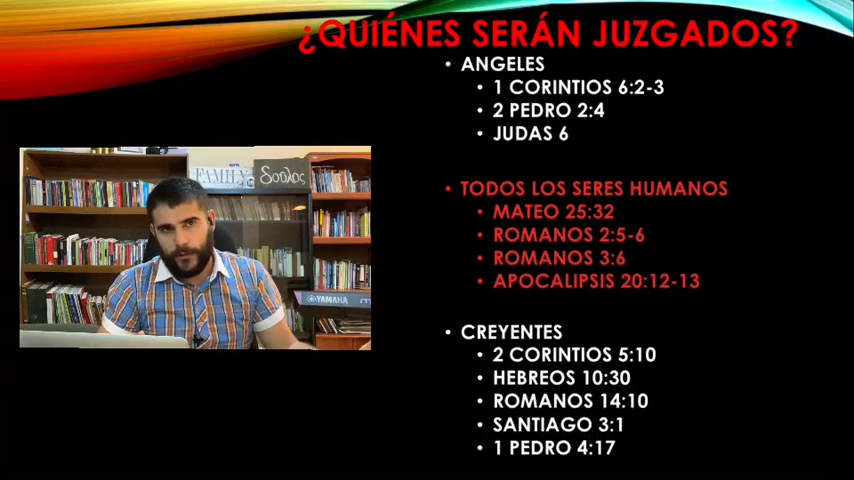 ¿QUIÉNES SERÁN JUZGADOS?
• ANGELES
• 1 CORINTIOS 6:2-3
• 2 PEDRO 2:4
• JUDAS 6
• TODOS LOS SERES HUMANOS
• MATEO 25:32
• ROMANOS 2:5-6
• ROMANOS 3:6
• APOCALIPSIS 20:12-13
• CREYENTES
• 2 CORINTIOS 5:10
• HEBREOS 10:30
• ROMANOS 14:10
• SANTIAGO 3:1
• 1 PEDRO 4:17
FAMILY
δουλος
YAMAHA